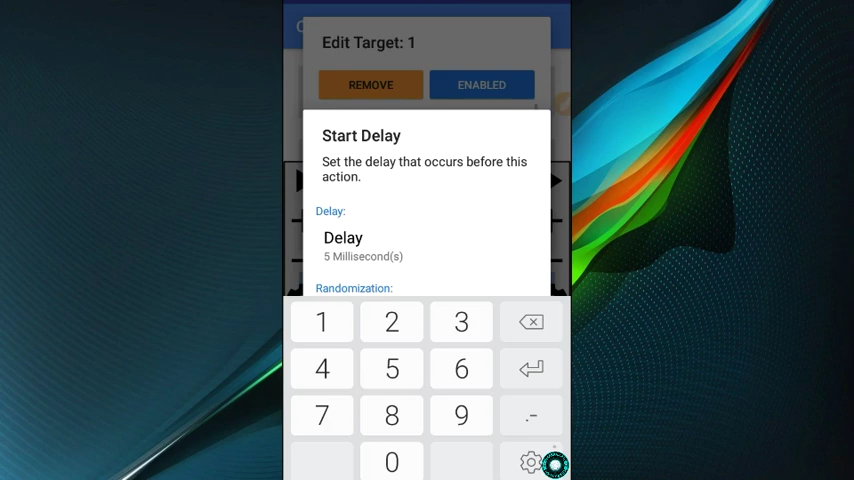 Edit Target: 1
REMOVE
ENABLED
Start Delay
Set the delay that occurs before this
action.
Delay:
Delay
5 Millisecond(s)
Randomization:
1 2 3
4 5 6
7 8 9 .-
0